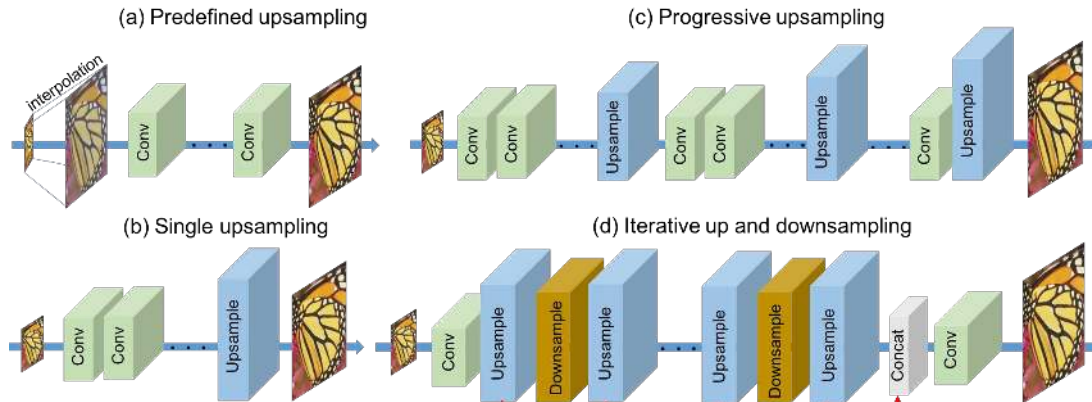 (a) Predefined upsampling
interpolation
Conv
Conv
(c) Progressive upsampling
Conv
Conv
Upsample
Conv
Conv
Upsample
Conv
Upsample
(b) Single upsampling
Conv
Conv
Upsample
(d) Iterative up and downsampling
Conv
Upsample
Downsample
Upsample
Upsample
Downsample
Upsample
Concat
Conv